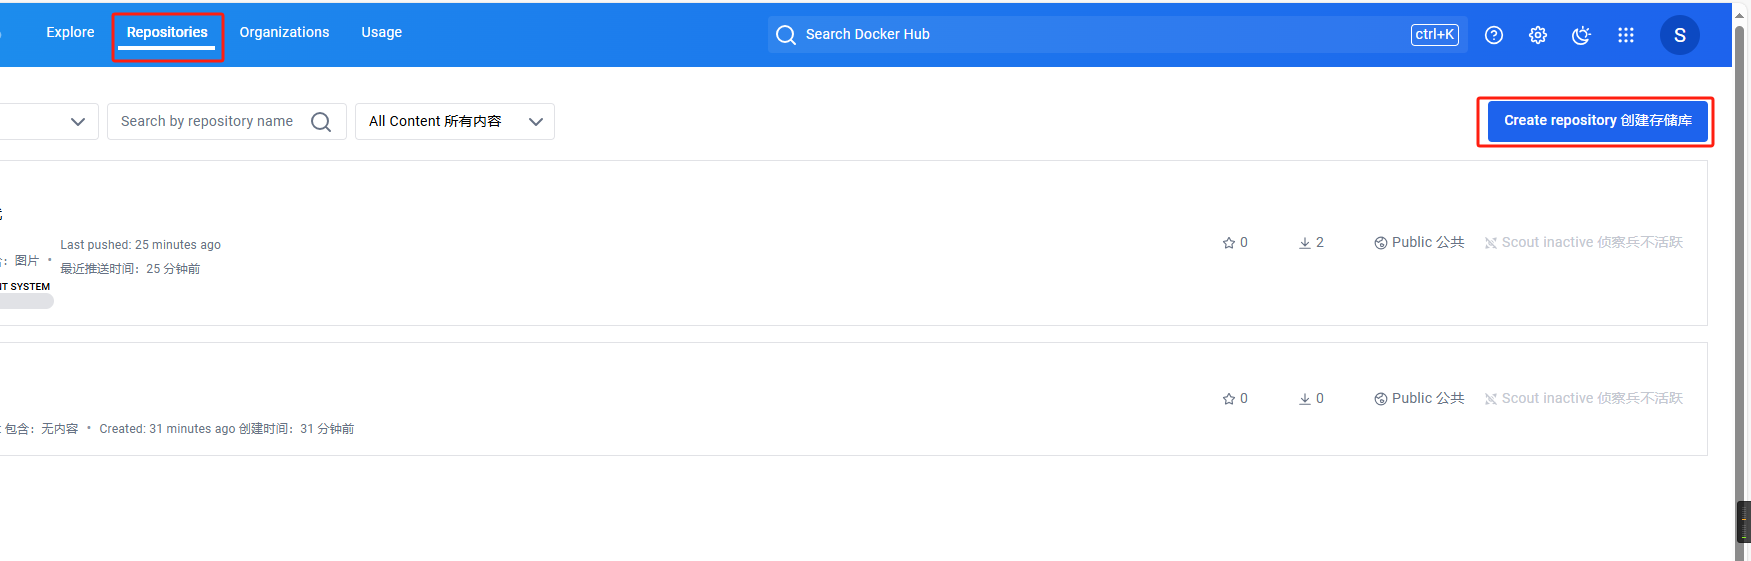 Explore Repositories Organizations Usage Search Docker Hub ctrl+K S
Search by repository name All Content 所有内容 Create repository 创建存储库
Last pushed: 25 minutes ago
0 2 Public 公共 Scout inactive 侦察兵不活跃
：图片 •
最近推送时间：25 分钟前
IT SYSTEM
0 0 Public 公共 Scout inactive 侦察兵不活跃
: 包含：无内容 • Created: 31 minutes ago 创建时间：31 分钟前